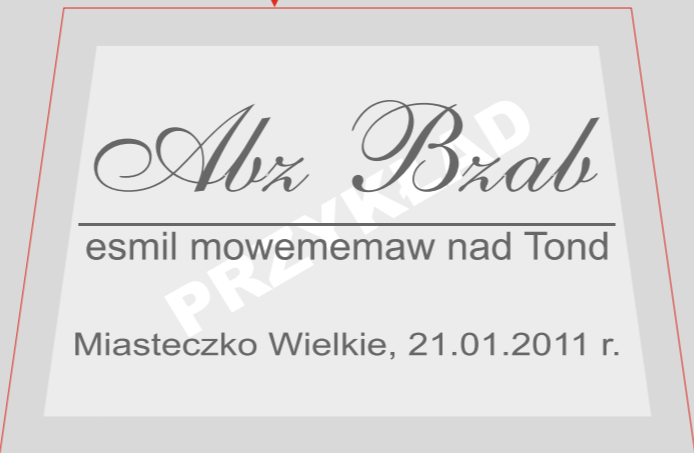 Abz Bzab
esmil mowememaw nad Tond
PRZYKŁAD
Miasteczko Wielkie, 21.01.2011 r.